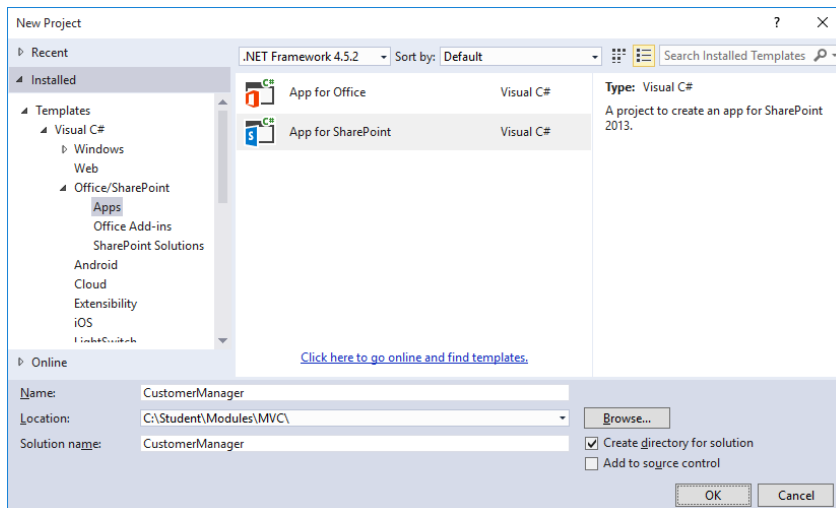 New Project
Recent
Installed
Templates
Visual C#
Windows
Web
Office/SharePoint
Apps
Office Add-ins
SharePoint Solutions
Android
Cloud
Extensibility
iOS
LightSwitch
Online
.NET Framework 4.5.2 Sort by: Default
Search Installed Templates
C# App for Office Visual C#
C# App for SharePoint Visual C#
Click here to go online and find templates.
Type: Visual C#
A project to create an app for SharePoint
2013.
Name: CustomerManager
Location: C:\Student\Modules\MVC\ Browse...
Solution name: CustomerManager
Create directory for solution
Add to source control
OK Cancel